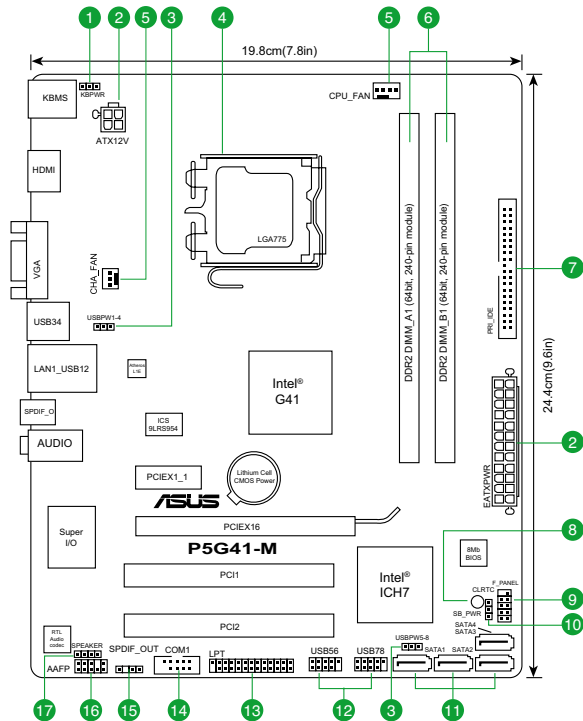 1 2 5 3 4 5 6
19.8cm(7.8in)
KBMS
KBPWR
ATX12V
CPU_FAN
HDMI
LGA775
DDR2 DIMM_A1 (64bit, 240-pin module)
DDR2 DIMM_B1 (64bit, 240-pin module)
PRI_IDE
7
24.4cm(9.6in)
VGA
CHA_FAN
USBPW1-4
USB34
LAN1_USB12
Atheros
L1E
Intel®
G41
SPDIF_O
AUDIO
ICS
9LRS954
EATXPWR
2
PCIEX1_1
Lithium Cell
CMOS Power
ASUS
PCIEX16
P5G41-M
Super
I/O
PCI1
Intel®
ICH7
8Mb
BIOS
8
CLRTC
F_PANEL
9
SB_PWR
10
PCI2
RTL
Audio
codec
SPEAKER
AAFP
SPDIF_OUT
COM1
LPT
USB56
USB78
USBPW5-8
SATA4
SATA3
SATA1
SATA2
17 16 15 14 13 12 3 11